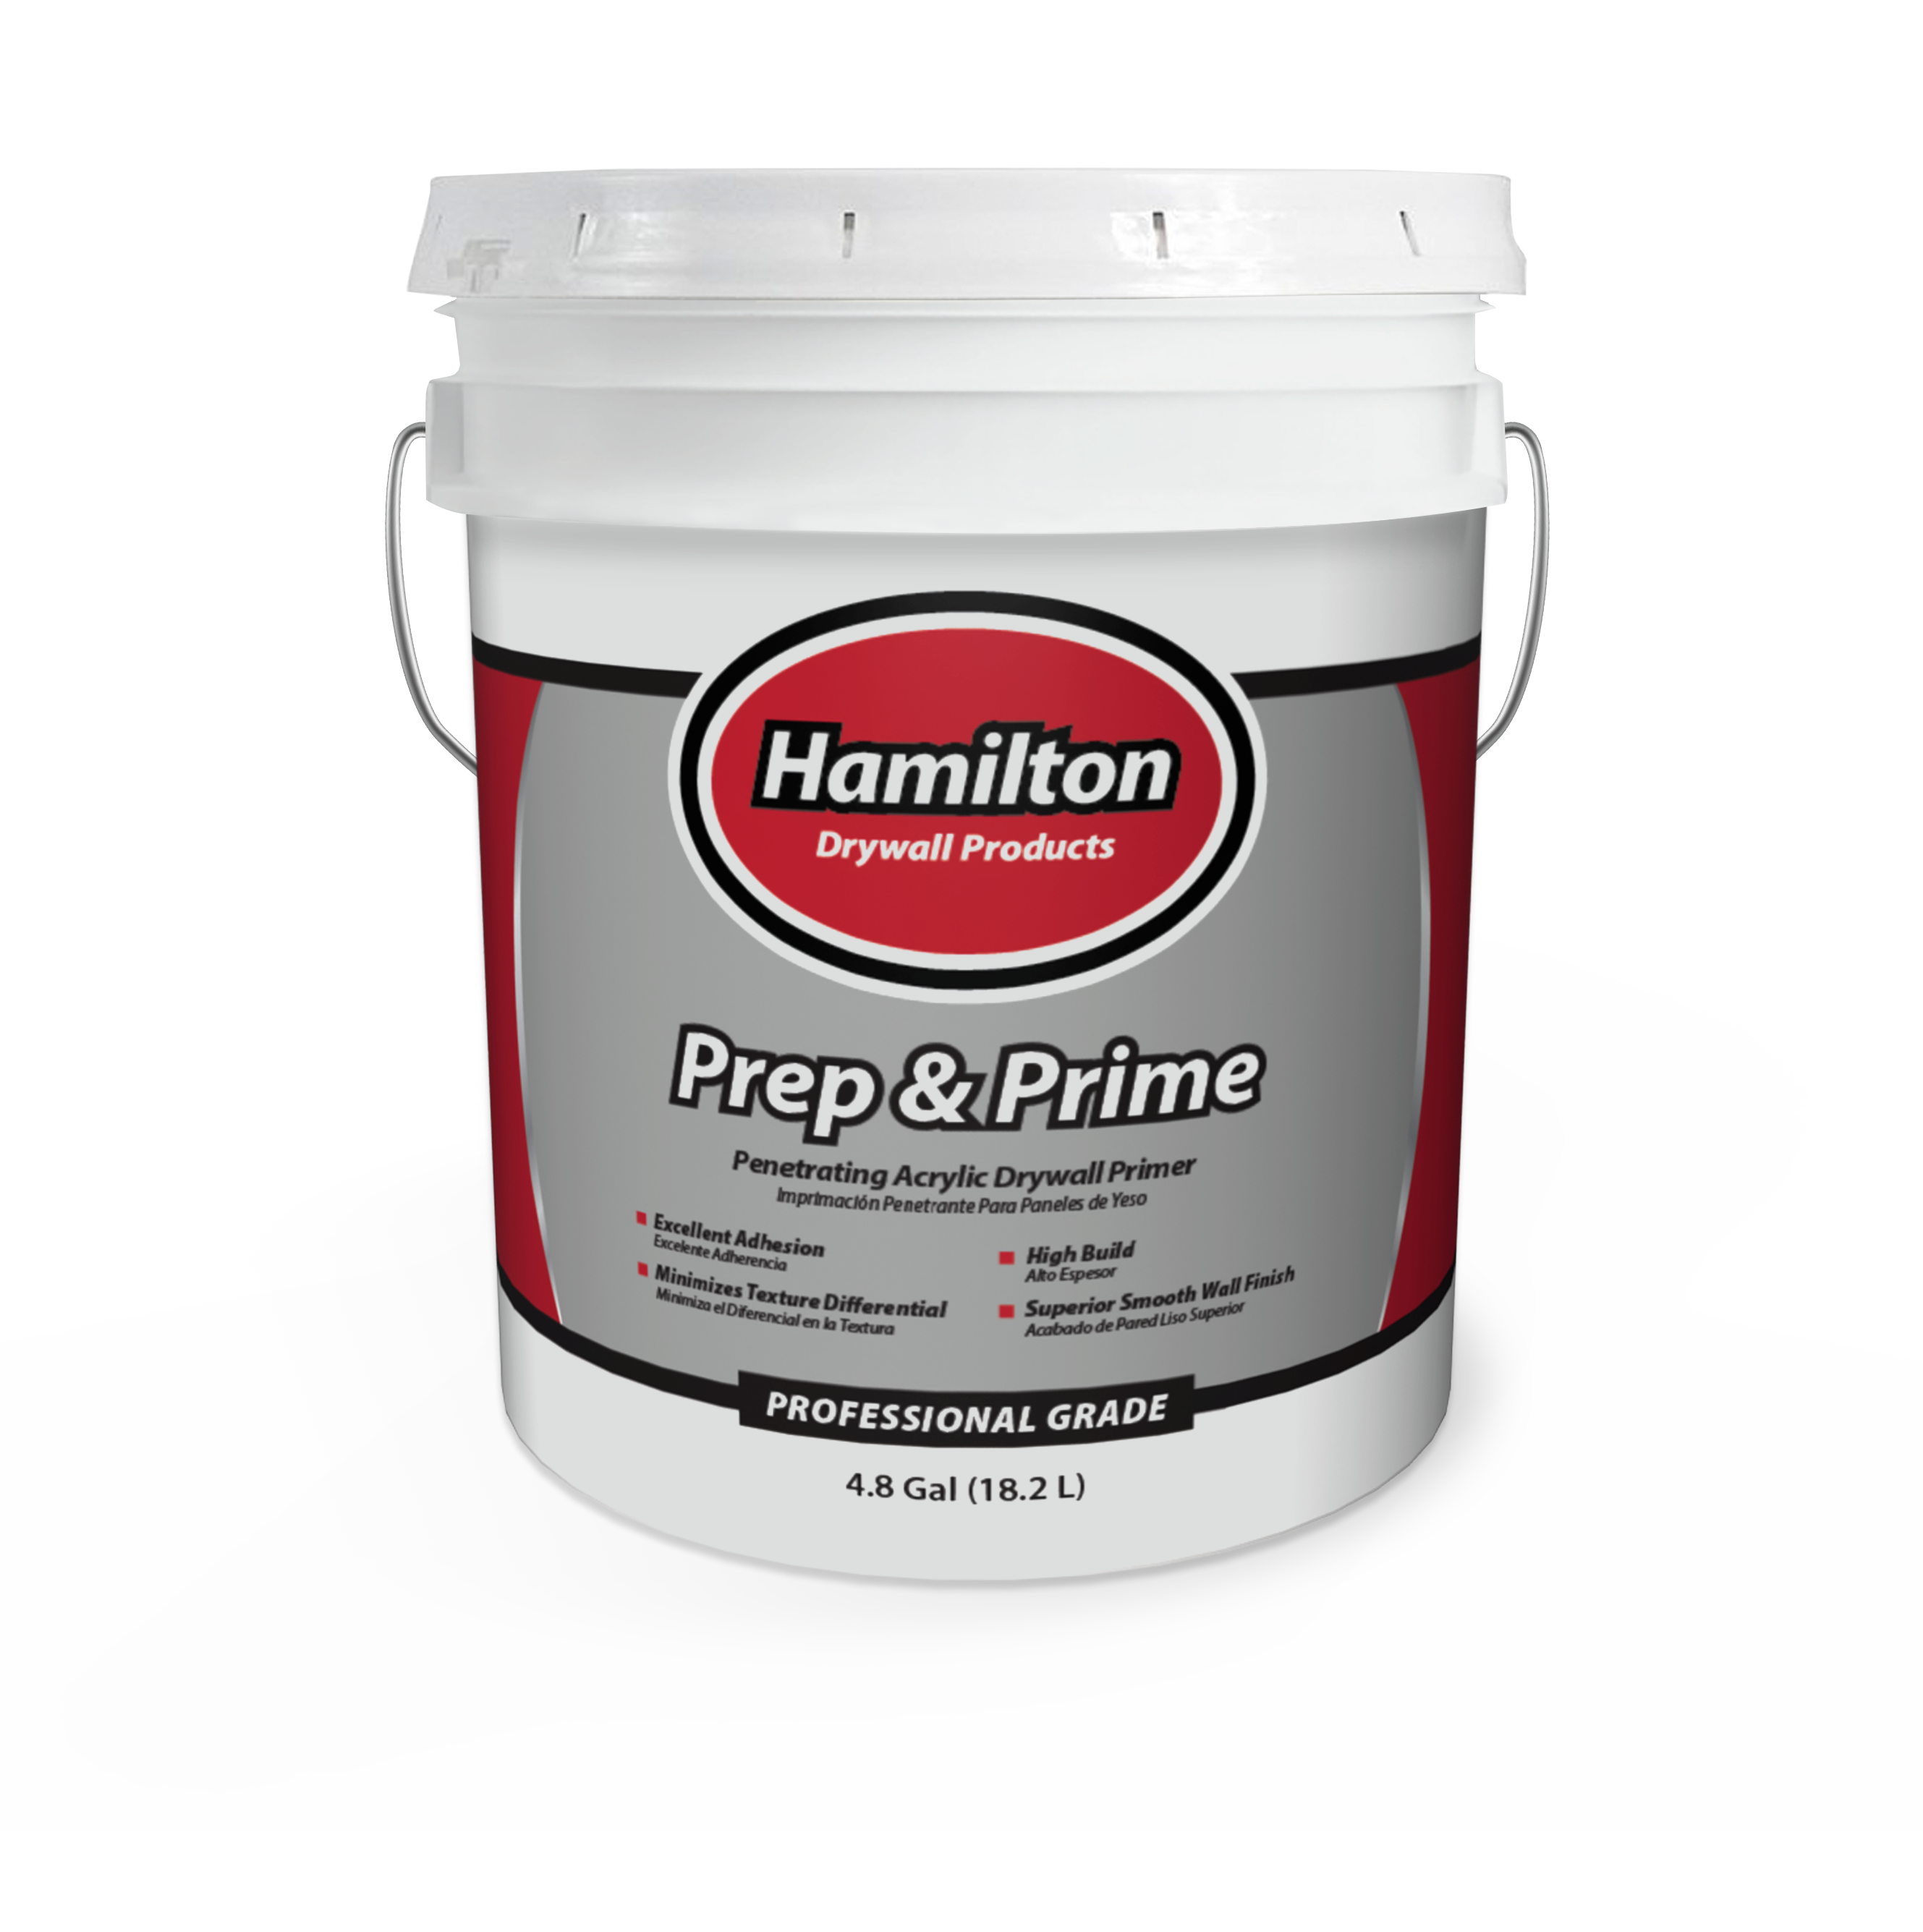 Hamilton
Drywall Products
Prep & Prime
Penetrating Acrylic Drywall Primer
Imprimación Penetrante Para Paneles de Yeso
Excellent Adhesion
Excelente Adherencia
Minimizes Texture Differential
Minimiza el Diferencial en la Textura
High Build
Alto Espesor
Superior Smooth Wall Finish
Acabado de Pared Liso Superior
PROFESSIONAL GRADE
4.8 Gal (18.2 L)